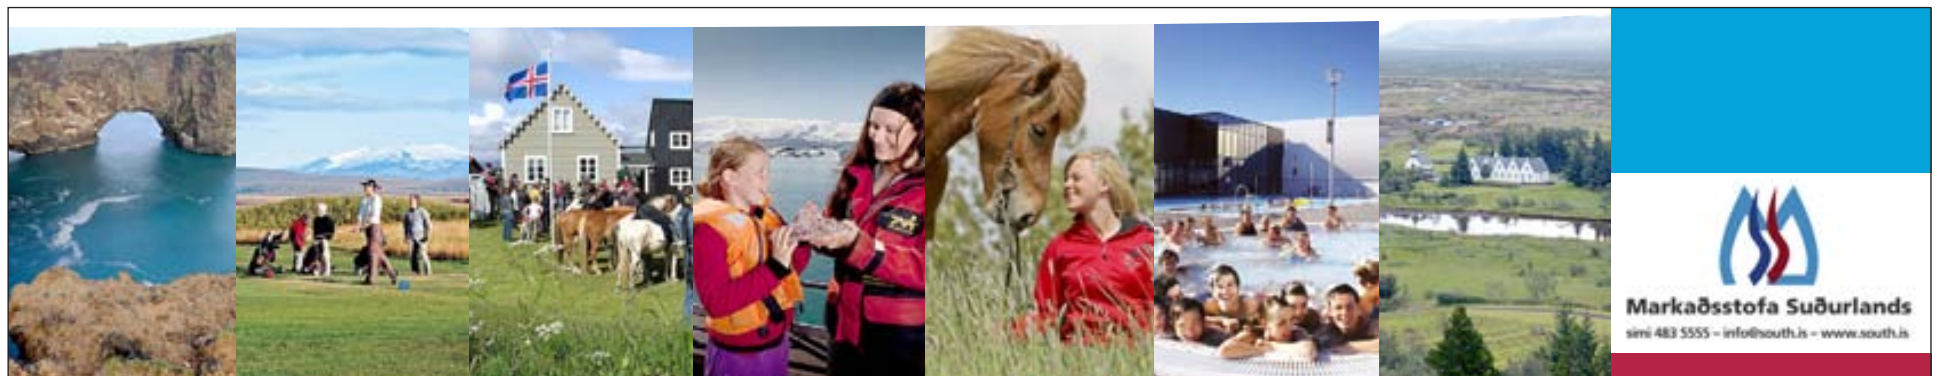 Markaðsstofa Suðurlands
sími 483 5555 – info@south.is – www.south.is